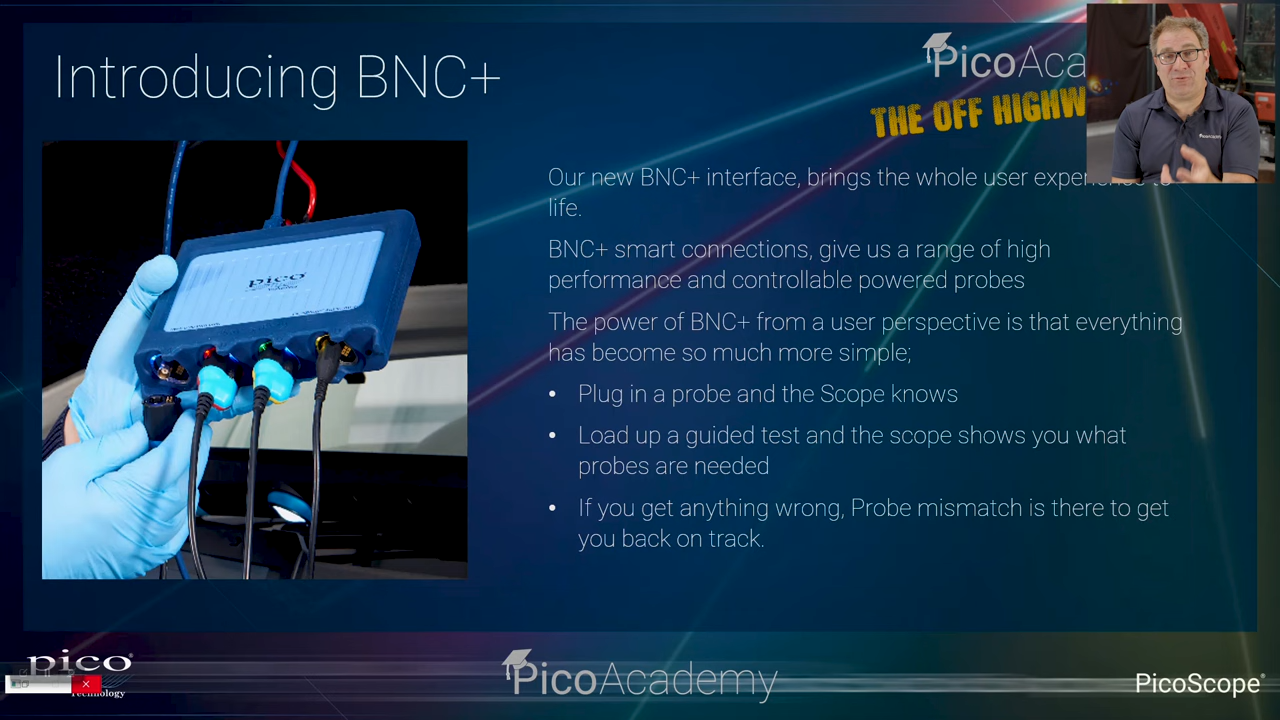 Introducing BNC+
PicoAca
THE OFF HIGHW
Our new BNC+ interface, brings the whole user experience to
life.
BNC+ smart connections, give us a range of high
performance and controllable powered probes
The power of BNC+ from a user perspective is that everything
has become so much more simple;
• Plug in a probe and the Scope knows
• Load up a guided test and the scope shows you what
probes are needed
• If you get anything wrong, Probe mismatch is there to get
you back on track.
pico
pico
Technology
PicoAcademy
PicoScope